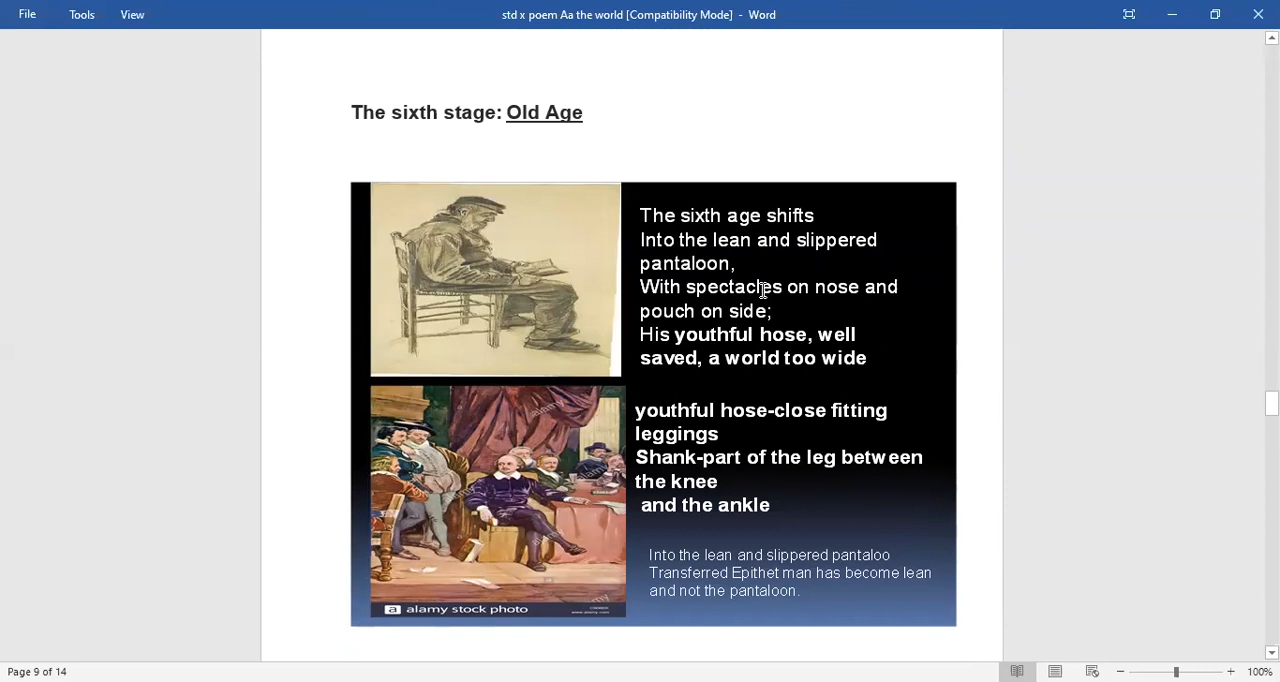 File Tools View std x poem Aa the world [Compatibility Mode] - Word
The sixth stage: Old Age
The sixth age shifts
Into the lean and slippered
pantaloon,
With spectacles on nose and
pouch on side;
His youthful hose, well
saved, a world too wide
youthful hose-close fitting
leggings
Shank-part of the leg between
the knee
and the ankle
Into the lean and slippered pantaloo
Transferred Epithet man has become lean
and not the pantaloon.
alamy
alamy
a alamy stock photo
Page 9 of 14
100%